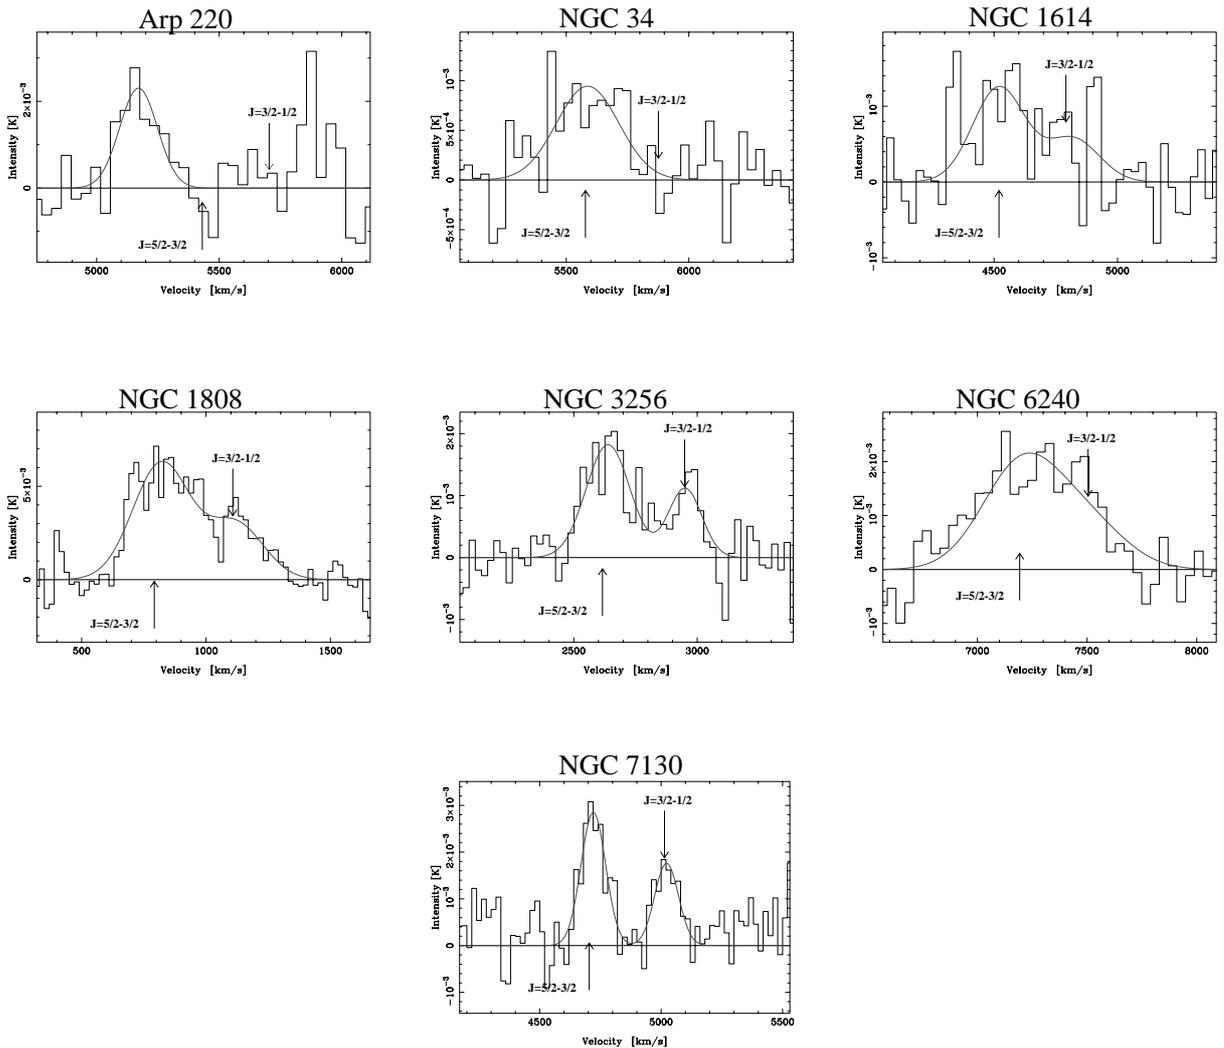 Arp 220
NGC 34
NGC 1614
Intensity [K]
2×10⁻³
0
J=3/2-1/2
J=5/2-3/2
5000 5500 6000
Velocity [km/s]
Intensity [K]
10⁻³
5×10⁻⁴
0
−5×10⁻⁴
J=3/2-1/2
J=5/2-3/2
5500 6000
Velocity [km/s]
Intensity [K]
10⁻³
0
−10⁻³
J=3/2-1/2
J=5/2-3/2
4500 5000
Velocity [km/s]
NGC 1808
NGC 3256
NGC 6240
Intensity [K]
5×10⁻³
0
J=3/2-1/2
J=5/2-3/2
500 1000 1500
Velocity [km/s]
Intensity [K]
2×10⁻³
10⁻³
0
−10⁻³
J=3/2-1/2
J=5/2-3/2
2500 3000
Velocity [km/s]
Intensity [K]
2×10⁻³
10⁻³
0
−10⁻³
J=3/2-1/2
J=5/2-3/2
7000 7500 8000
Velocity [km/s]
NGC 7130
Intensity [K]
3×10⁻³
2×10⁻³
10⁻³
0
−10⁻³
J=3/2-1/2
J=5/2-3/2
4500 5000 5500
Velocity [km/s]